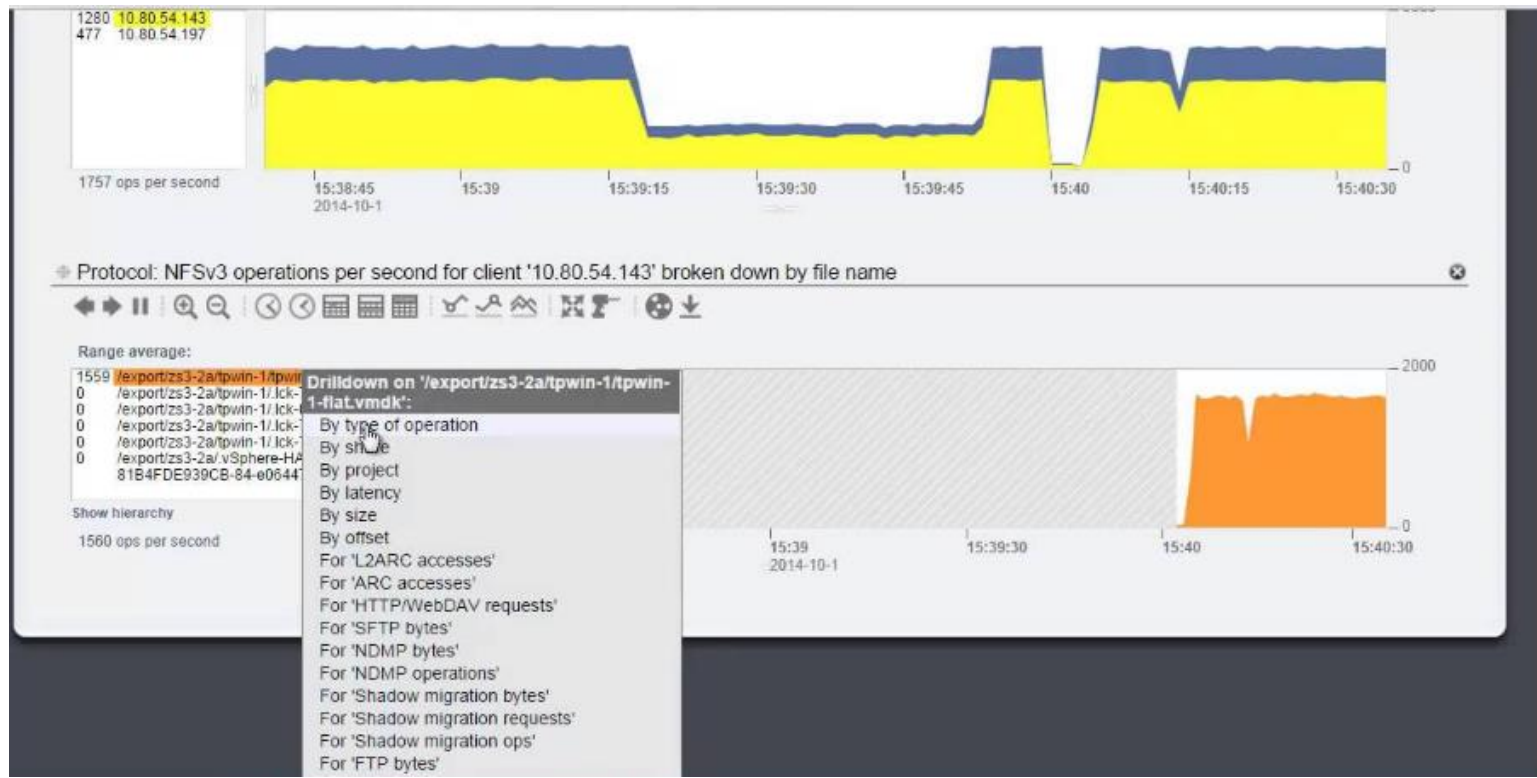 1280 10.80.54.143
477 10.80.54.197
0
1757 ops per second
15:38:45 15:39 15:39:15 15:39:30 15:39:45 15:40 15:40:15 15:40:30
2014-10-1
Protocol: NFSv3 operations per second for client '10.80.54.143' broken down by file name
Range average:
2000
1559 /export/zs3-2a/tpwin-1/tpwin
0 /export/zs3-2a/tpwin-1/.lck-
0 /export/zs3-2a/tpwin-1/.lck-
0 /export/zs3-2a/tpwin-1/.lck-
0 /export/zs3-2a/tpwin-1/.lck-
0 /export/zs3-2a/.vSphere-HA
81B4FDE939CB-84-e06447
Show hierarchy
1560 ops per second
Drilldown on '/export/zs3-2a/tpwin-1/tpwin-
1-flat.vmdk':
By type of operation
By share
By project
By latency
By size
By offset
For 'L2ARC accesses'
For 'ARC accesses'
For 'HTTP/WebDAV requests'
For 'SFTP bytes'
For 'NDMP bytes'
For 'NDMP operations'
For 'Shadow migration bytes'
For 'Shadow migration requests'
For 'Shadow migration ops'
For 'FTP bytes'
0
15:39 15:39:30 15:40 15:40:30
2014-10-1